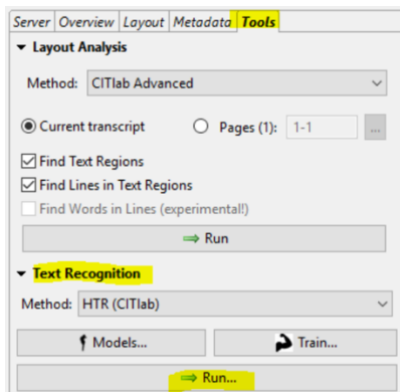 Server Overview Layout Metadata Tools
Layout Analysis
Method: CITlab Advanced
Current transcript Pages (1): 1-1 ...
Find Text Regions
Find Lines in Text Regions
Find Words in Lines (experimental!)
Run
Text Recognition
Method: HTR (CITlab)
Models... Train...
Run...